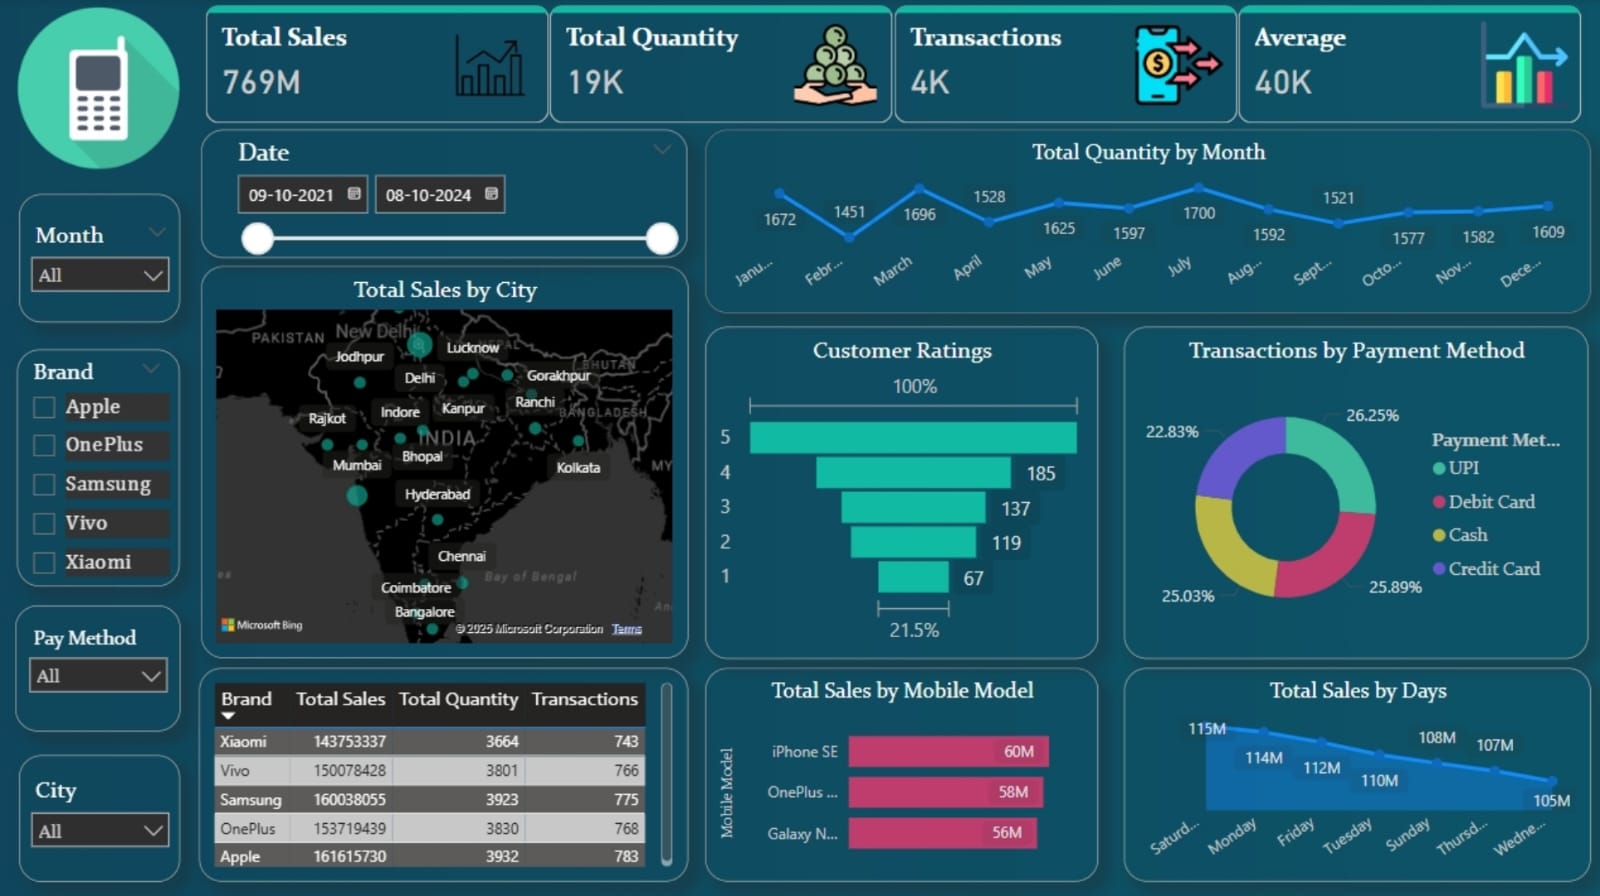 Total Sales
769M
Total Quantity
19K
Transactions
4K
Average
40K
Month
All
Brand
Apple
OnePlus
Samsung
Vivo
Xiaomi
Pay Method
All
City
All
Date
09-10-2021 08-10-2024
Total Quantity by Month
1672 1451 1696 1528 1625 1597 1700 1592 1521 1577 1582 1609
Janu... Febr... March April May June July Aug... Sept... Octo... Nov... Dece...
Total Sales by City
PAKISTAN New Delhi NEPAL
Jodhpur Lucknow
BHUTAN
Delhi Gorakhpur
Rajkot Indore Kanpur Ranchi BANGLADESH
INDIA
Mumbai Bhopal Kolkata MY
Hyderabad
Chennai
Coimbatore Bay of Bengal
Bangalore
Microsoft Bing © 2025 Microsoft Corporation Terms
Customer Ratings
100%
5
4 185
3 137
2 119
1 67
21.5%
Transactions by Payment Method
26.25%
22.83%
25.03%
25.89%
Payment Met...
UPI
Debit Card
Cash
Credit Card
Brand Total Sales Total Quantity Transactions
Xiaomi 143753337 3664 743
Vivo 150078428 3801 766
Samsung 160038055 3923 775
OnePlus 153719439 3830 768
Apple 161615730 3932 783
Total Sales by Mobile Model
Mobile Model
iPhone SE 60M
OnePlus ... 58M
Galaxy N... 56M
Total Sales by Days
115M 114M 112M 110M 108M 107M 105M
Saturd... Monday Friday Tuesday Sunday Thursd... Wedne...